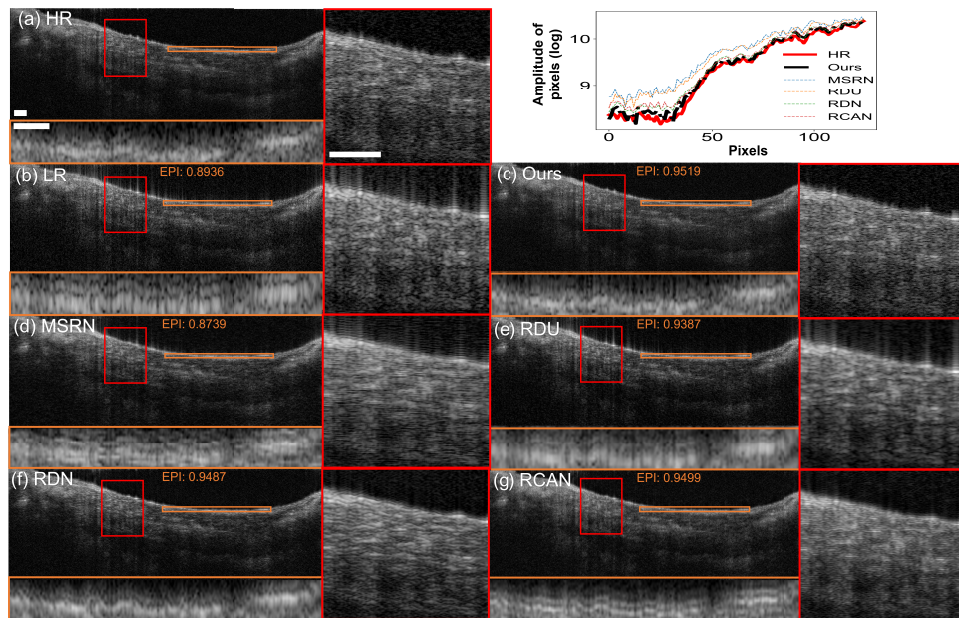 (a) HR
Amplitude of
pixels (log)
10
9
HR
Ours
MSRN
RDU
RDN
RCAN
0
50
100
Pixels
(b) LR
EPI: 0.8936
(c) Ours
EPI: 0.9519
(d) MSRN
EPI: 0.8739
(e) RDU
EPI: 0.9387
(f) RDN
EPI: 0.9487
(g) RCAN
EPI: 0.9499